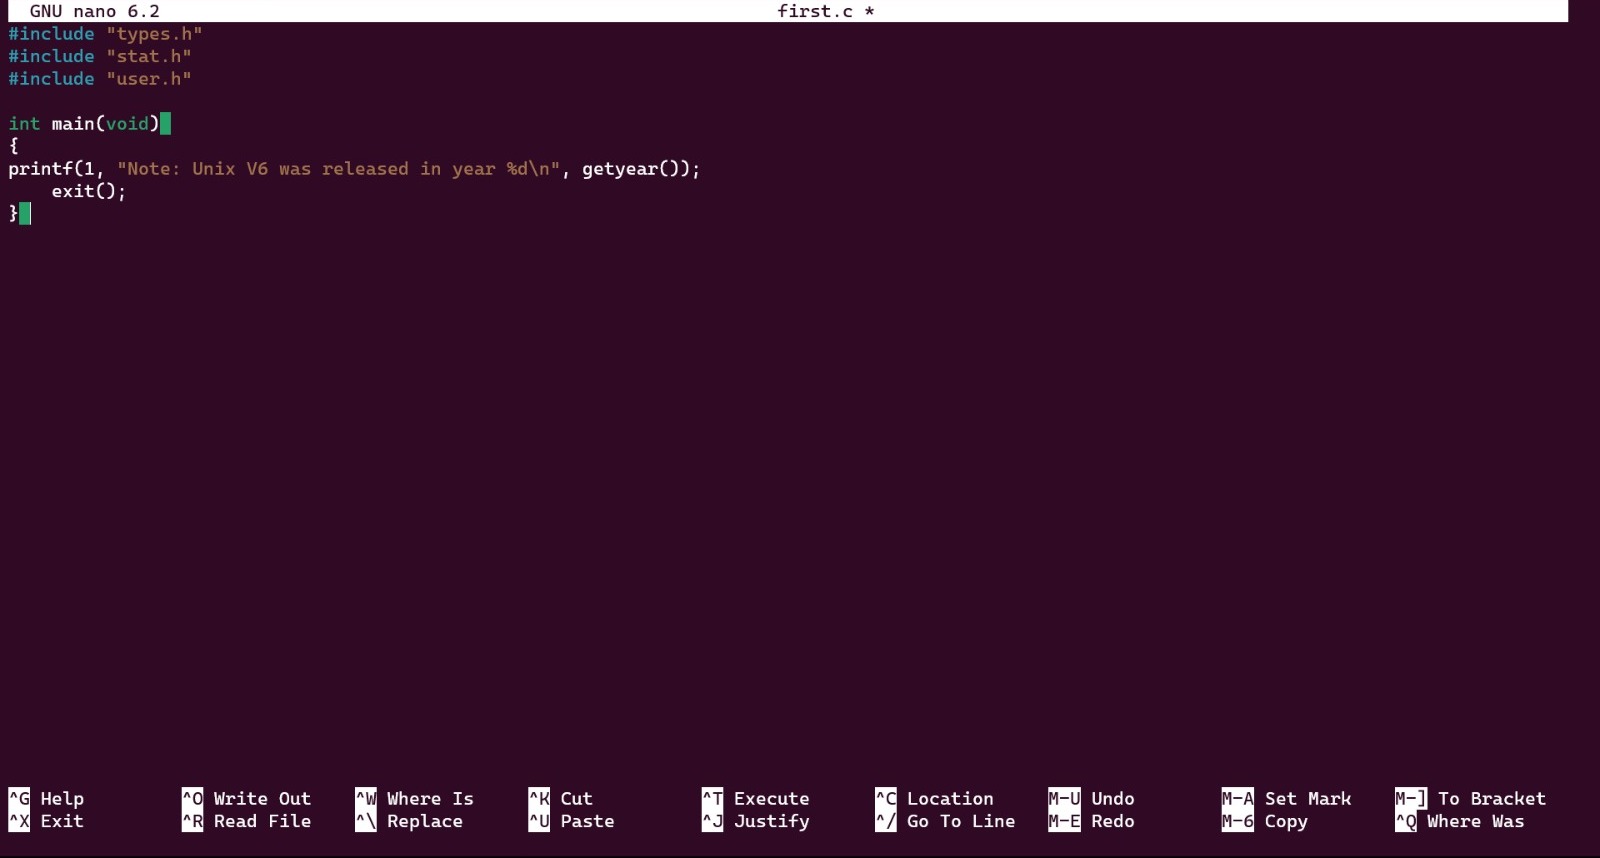 GNU nano 6.2 first.c *
#include "types.h"
#include "stat.h"
#include "user.h"
int main(void)
{
printf(1, "Note: Unix V6 was released in year %d\n", getyear());
    exit();
}
^G Help ^O Write Out ^W Where Is ^K Cut ^T Execute ^C Location M-U Undo M-A Set Mark M-] To Bracket
^X Exit ^R Read File ^\ Replace ^U Paste ^J Justify ^/ Go To Line M-E Redo M-6 Copy ^Q Where Was